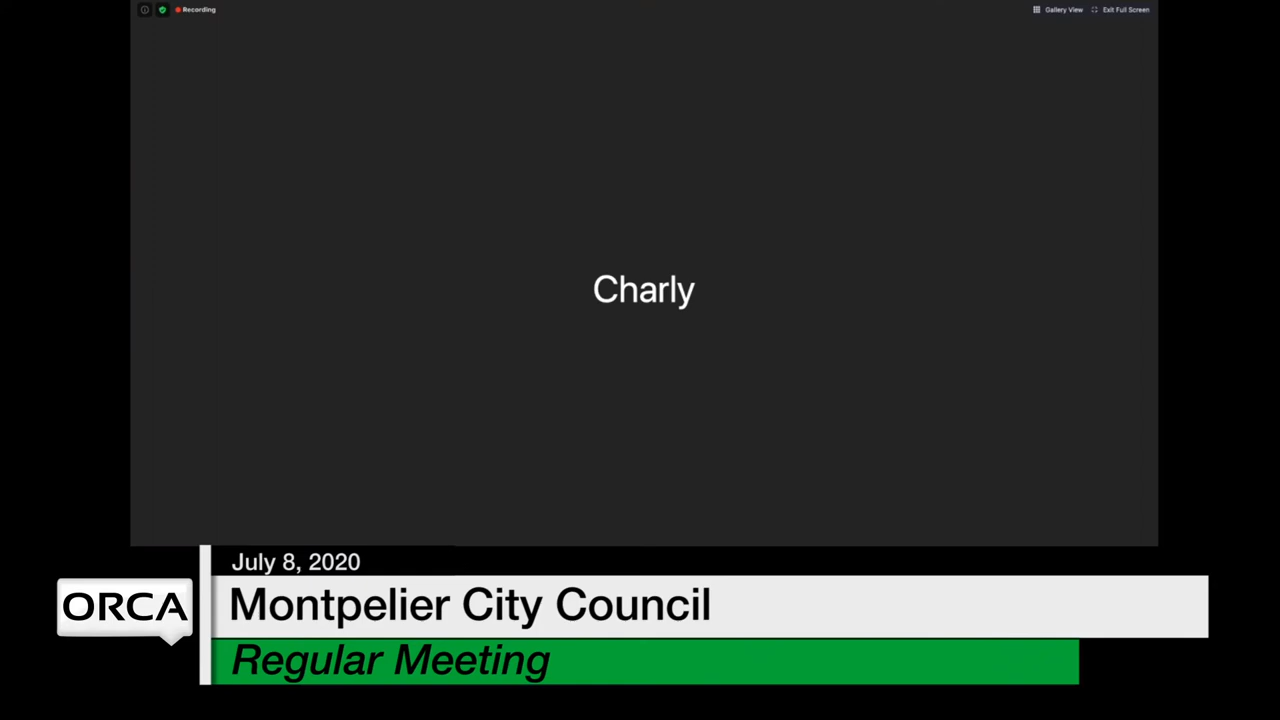 Recording
Gallery View
Exit Full Screen
Charly
July 8, 2020
ORCA
Montpelier City Council
Regular Meeting